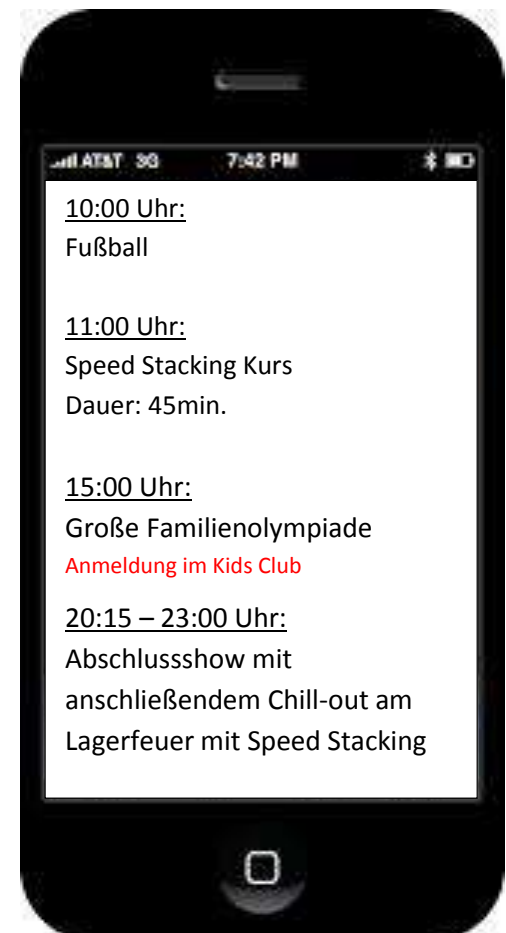 AT&T 3G 7:42 PM
10:00 Uhr:
Fußball
11:00 Uhr:
Speed Stacking Kurs
Dauer: 45min.
15:00 Uhr:
Große Familienolympiade
Anmeldung im Kids Club
20:15 – 23:00 Uhr:
Abschlussshow mit
anschließendem Chill-out am
Lagerfeuer mit Speed Stacking